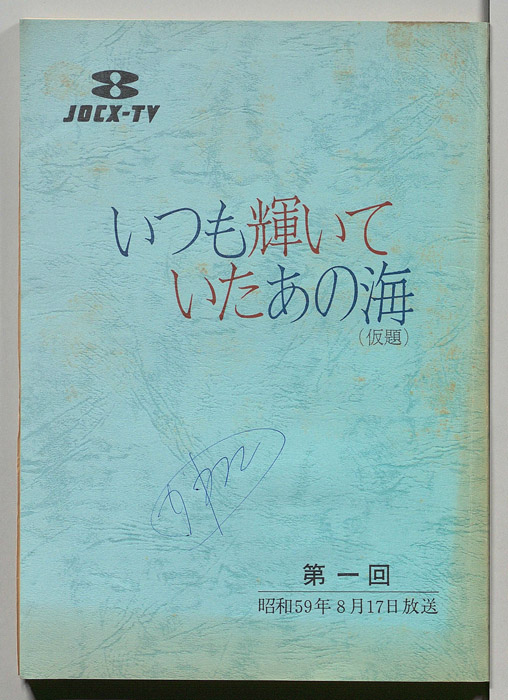 JOCX-TV
いつも輝いて
いたあの海
(仮題)
第一回
昭和59年8月17日放送